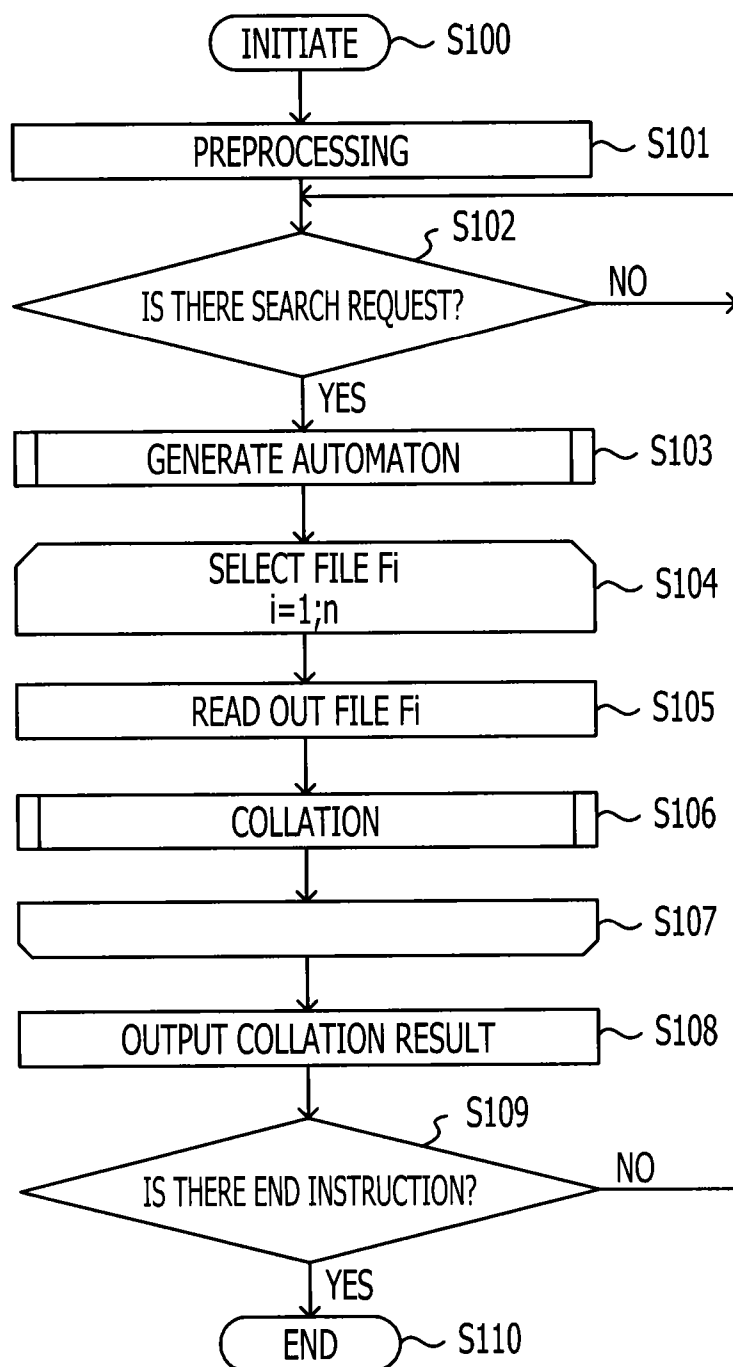 INITIATE
S100
PREPROCESSING
S101
S102
IS THERE SEARCH REQUEST?
NO
YES
GENERATE AUTOMATON
S103
SELECT FILE Fi
i=1;n
S104
READ OUT FILE Fi
S105
COLLATION
S106
S107
OUTPUT COLLATION RESULT
S108
S109
IS THERE END INSTRUCTION?
NO
YES
END
S110